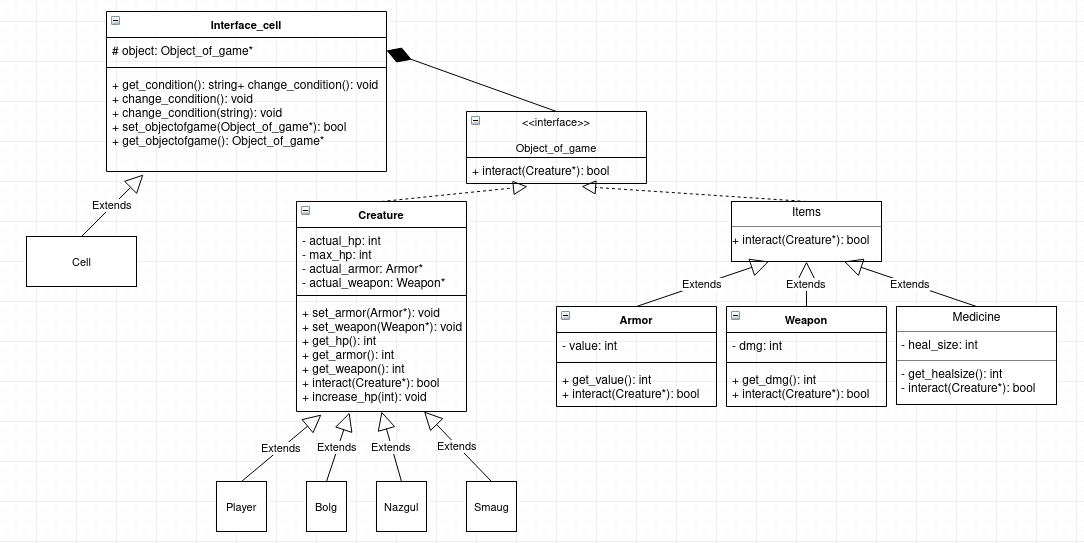 Interface_cell
# object: Object_of_game*
+ get_condition(): string+ change_condition(): void
+ change_condition(): void
+ change_condition(string): void
+ set_objectofgame(Object_of_game*): bool
+ get_objectofgame(): Object_of_game*
<<interface>>
Object_of_game
+ interact(Creature*): bool
Extends
Cell
Creature
- actual_hp: int
- max_hp: int
- actual_armor: Armor*
- actual_weapon: Weapon*
+ set_armor(Armor*): void
+ set_weapon(Weapon*): void
+ get_hp(): int
+ get_armor(): int
+ get_weapon(): int
+ interact(Creature*): bool
+ increase_hp(int): void
Items
+ interact(Creature*): bool
Extends
Extends
Extends
Armor
- value: int
+ get_value(): int
+ interact(Creature*): bool
Weapon
- dmg: int
+ get_dmg(): int
+ interact(Creature*): bool
Medicine
- heal_size: int
- get_healsize(): int
- interact(Creature*): bool
Extends
Extends
Extends
Extends
Player
Bolg
Nazgul
Smaug